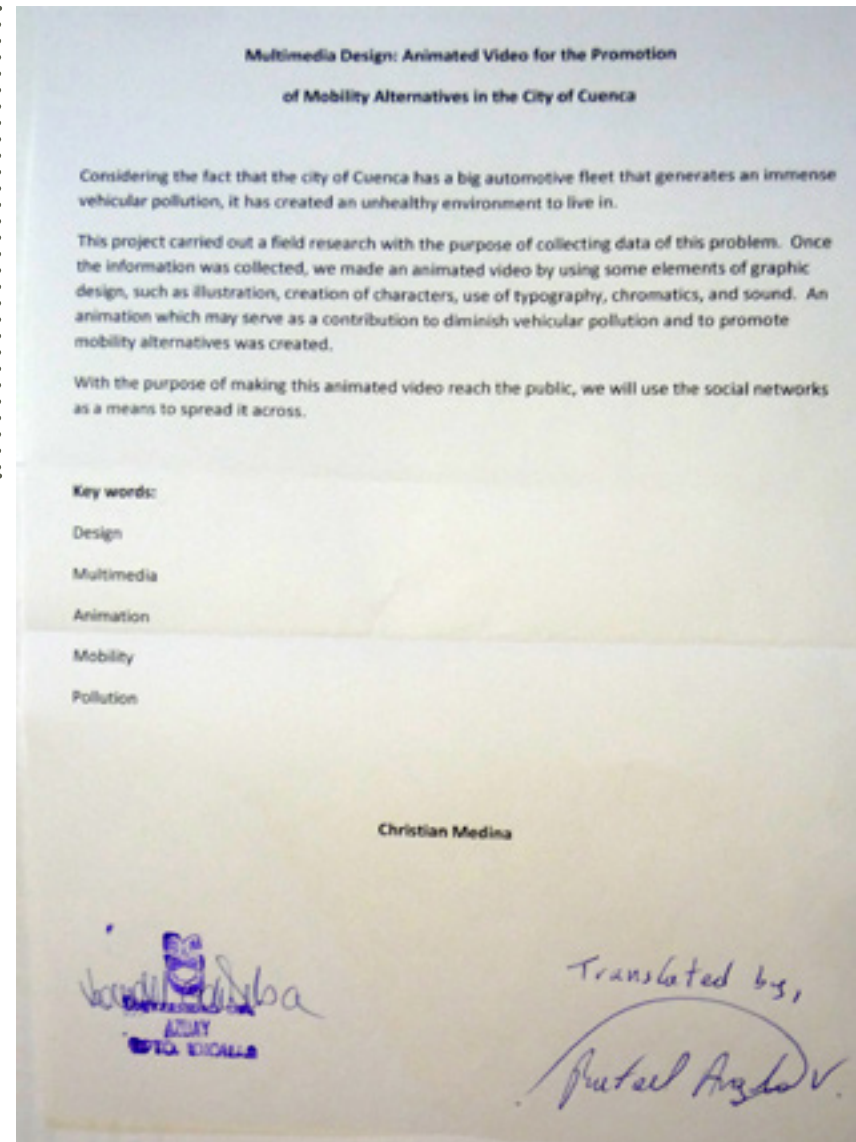 Multimedia Design: Animated Video for the Promotion
of Mobility Alternatives in the City of Cuenca
Considering the fact that the city of Cuenca has a big automotive fleet that generates an immense
vehicular pollution, it has created an unhealthy environment to live in.
This project carried out a field research with the purpose of collecting data of this problem. Once
the information was collected, we made an animated video by using some elements of graphic
design, such as illustration, creation of characters, use of typography, chromatics, and sound. An
animation which may serve as a contribution to diminish vehicular pollution and to promote
mobility alternatives was created.
With the purpose of making this animated video reach the public, we will use the social networks
as a means to spread it across.
Key words:
Design
Multimedia
Animation
Mobility
Pollution
Christian Medina
AZUAY
DPTO. IDIOMAS
Translated by,